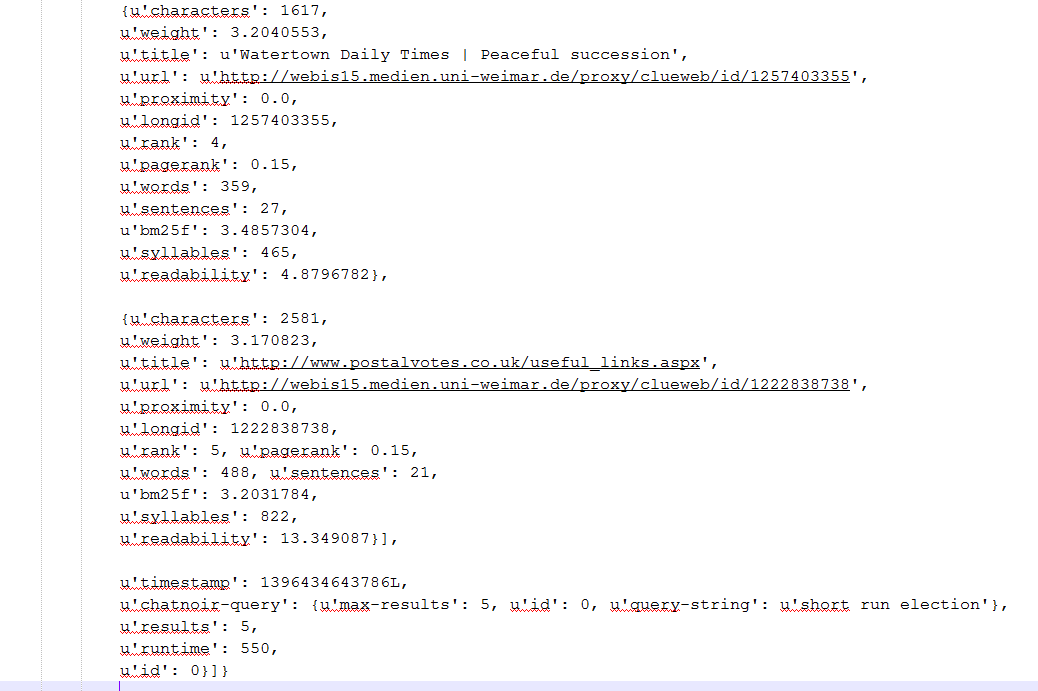 {u'characters': 1617,
u'weight': 3.2040553,
u'title': u'Watertown Daily Times | Peaceful succession',
u'url': u'http://webis15.medien.uni-weimar.de/proxy/clueweb/id/1257403355',
u'proximity': 0.0,
u'longid': 1257403355,
u'rank': 4,
u'pagerank': 0.15,
u'words': 359,
u'sentences': 27,
u'bm25f': 3.4857304,
u'syllables': 465,
u'readability': 4.8796782},
{u'characters': 2581,
u'weight': 3.170823,
u'title': u'http://www.postalvotes.co.uk/useful_links.aspx',
u'url': u'http://webis15.medien.uni-weimar.de/proxy/clueweb/id/1222838738',
u'proximity': 0.0,
u'longid': 1222838738,
u'rank': 5, u'pagerank': 0.15,
u'words': 488, u'sentences': 21,
u'bm25f': 3.2031784,
u'syllables': 822,
u'readability': 13.349087}],
u'timestamp': 1396434643786L,
u'chatnoir-query': {u'max-results': 5, u'id': 0, u'query-string': u'short run election'},
u'results': 5,
u'runtime': 550,
u'id': 0}]}